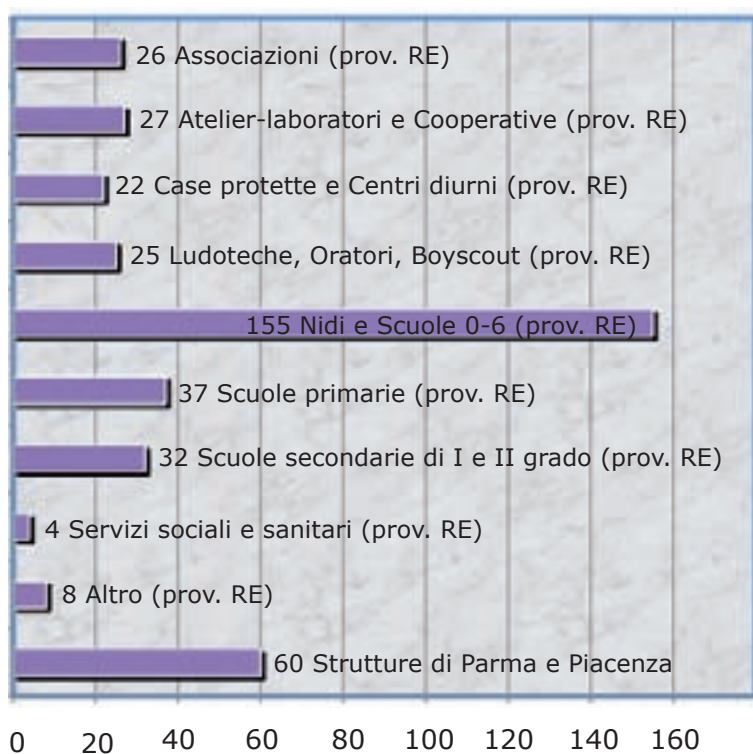 26 Associazioni (prov. RE)
27 Atelier-laboratori e Cooperative (prov. RE)
22 Case protette e Centri diurni (prov. RE)
25 Ludoteche, Oratori, Boyscout (prov. RE)
155 Nidi e Scuole 0-6 (prov. RE)
37 Scuole primarie (prov. RE)
32 Scuole secondarie di I e II grado (prov. RE)
4 Servizi sociali e sanitari (prov. RE)
8 Altro (prov. RE)
60 Strutture di Parma e Piacenza
0 20 40 60 80 100 120 140 160